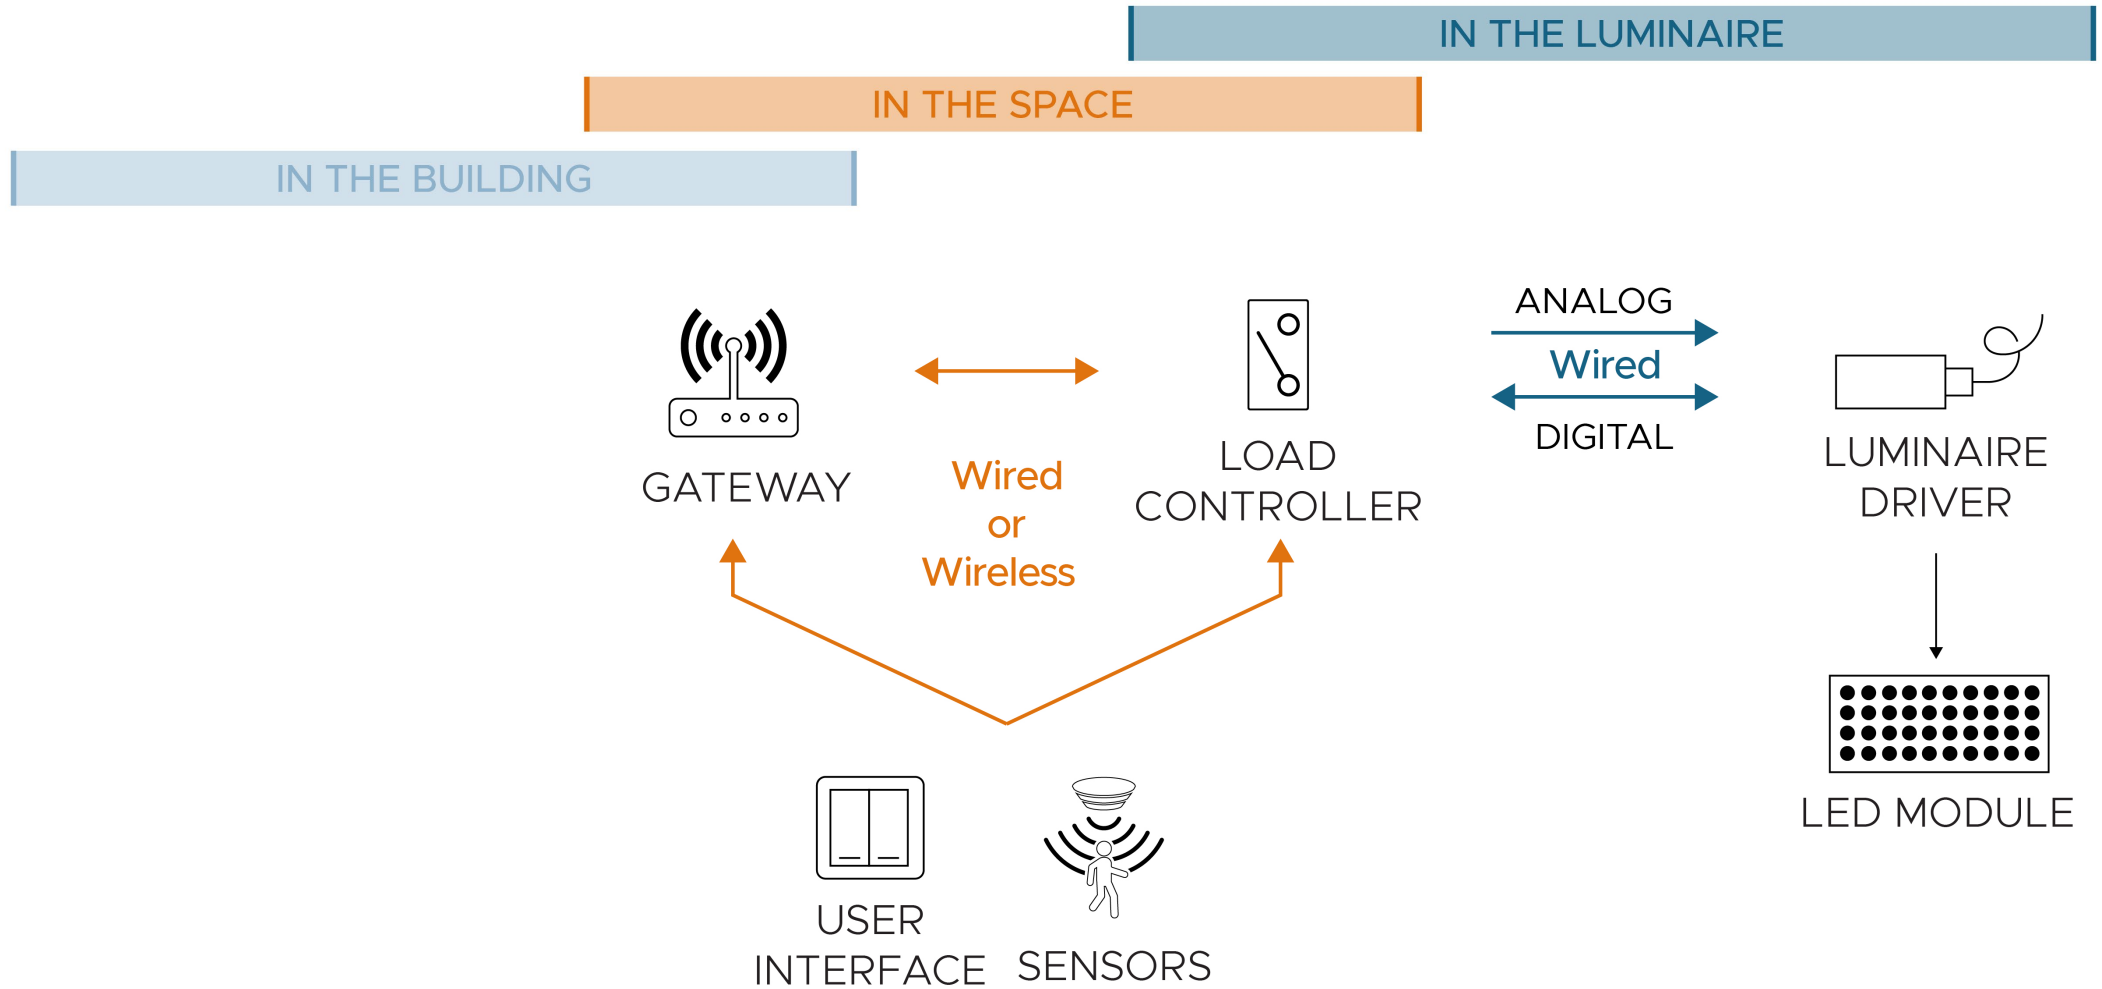 IN THE LUMINAIRE
IN THE SPACE
IN THE BUILDING
GATEWAY
Wired
or
Wireless
LOAD
CONTROLLER
ANALOG
Wired
DIGITAL
LUMINAIRE
DRIVER
LED MODULE
USER
INTERFACE
SENSORS